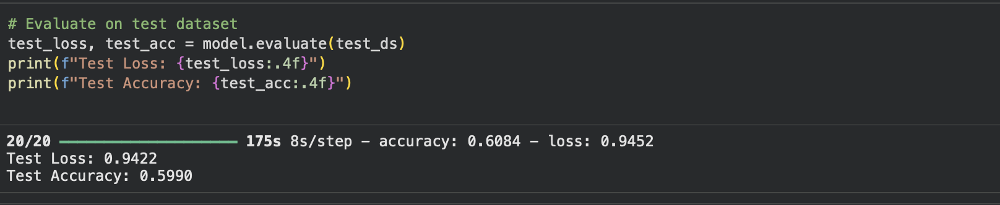 # Evaluate on test dataset
test_loss, test_acc = model.evaluate(test_ds)
print(f"Test Loss: {test_loss:.4f}")
print(f"Test Accuracy: {test_acc:.4f}")
20/20 ━━━━━━━━━━━━━━━━━━━━ 175s 8s/step - accuracy: 0.6084 - loss: 0.9452
Test Loss: 0.9422
Test Accuracy: 0.5990